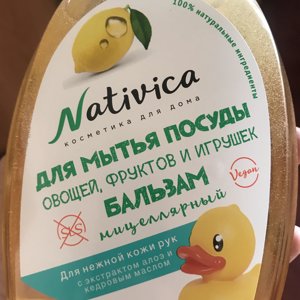 100% натуральные ингредиенты
Nativica
косметика для дома
ДЛЯ МЫТЬЯ ПОСУДЫ
ОВОЩЕЙ, ФРУКТОВ И ИГРУШЕК
БАЛЬЗАМ
мицеллярный
SLS
Vegan
Для нежной кожи рук
с экстрактом алоэ и
кедровым маслом